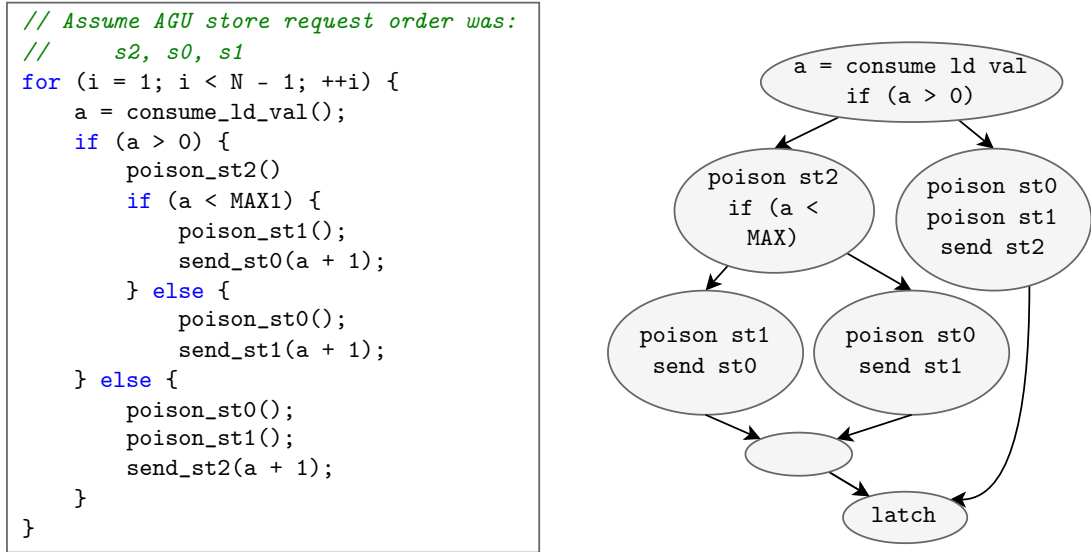 // Assume AGU store request order was:
//     s2, s0, s1
for (i = 1; i < N - 1; ++i) {
    a = consume_ld_val();
    if (a > 0) {
        poison_st2()
        if (a < MAX1) {
            poison_st1();
            send_st0(a + 1);
        } else {
            poison_st0();
            send_st1(a + 1);
    } else {
        poison_st0();
        poison_st1();
        send_st2(a + 1);
    }
}
a = consume ld val
if (a > 0)
poison st2
if (a <
MAX)
poison st0
poison st1
send st2
poison st1
send st0
poison st0
send st1
latch